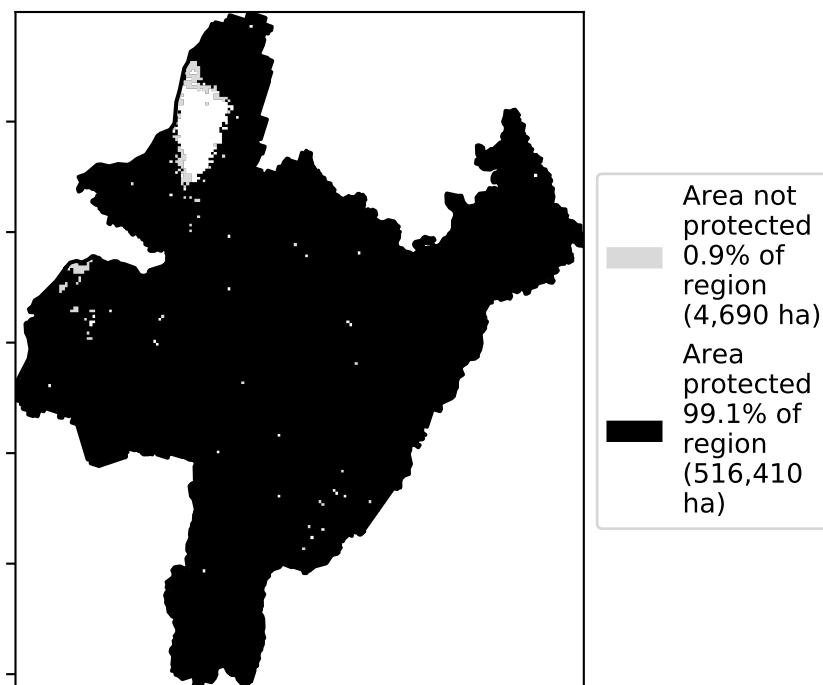 Area not
protected
0.9% of
region
(4,690 ha)
Area
protected
99.1% of
region
(516,410
ha)